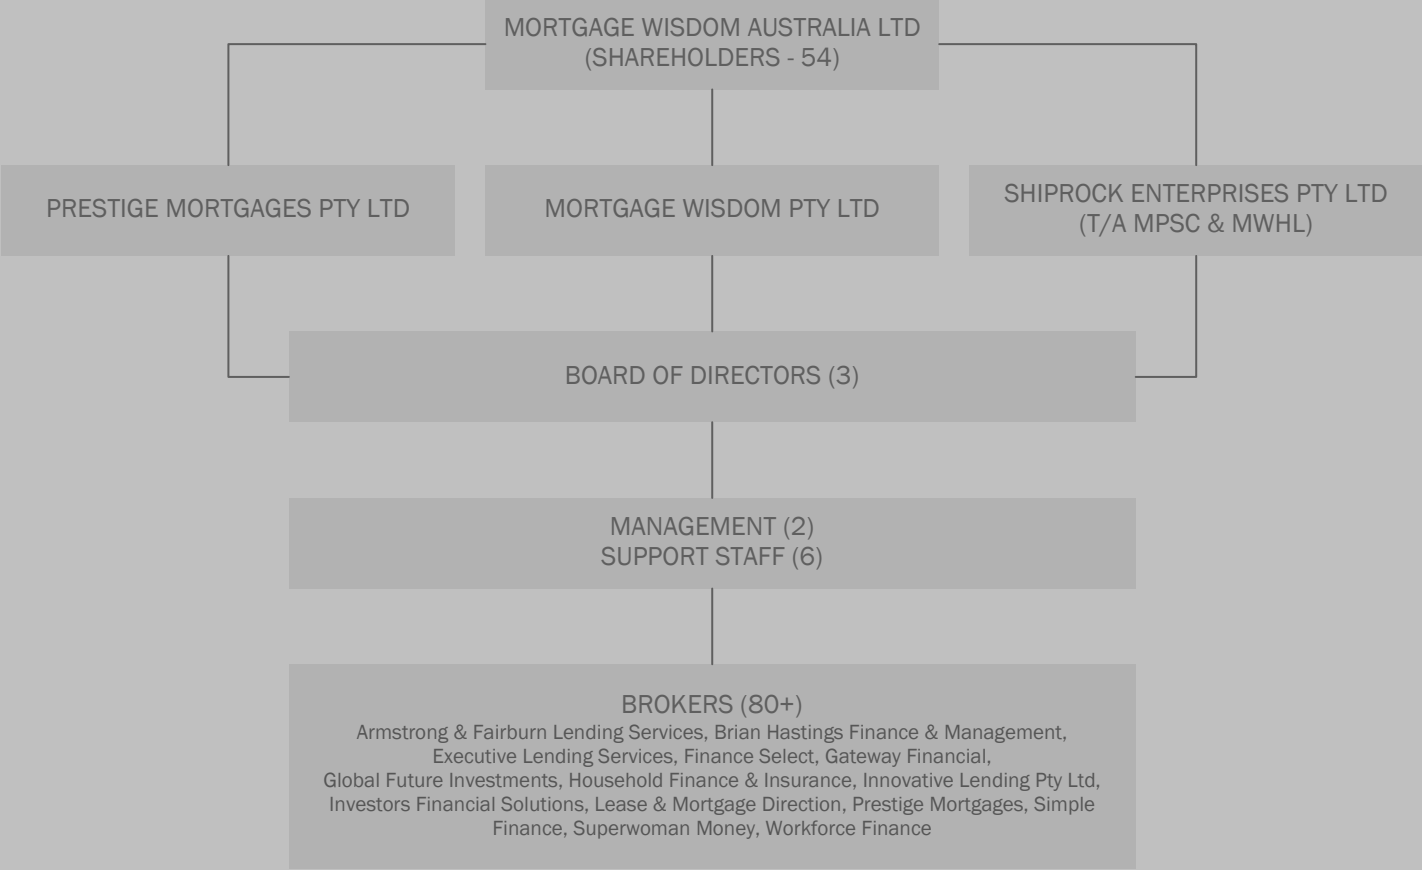 MORTGAGE WISDOM AUSTRALIA LTD
(SHAREHOLDERS - 54)
PRESTIGE MORTGAGES PTY LTD
MORTGAGE WISDOM PTY LTD
SHIPROCK ENTERPRISES PTY LTD
(T/A MPSC & MWHL)
BOARD OF DIRECTORS (3)
MANAGEMENT (2)
SUPPORT STAFF (6)
BROKERS (80+)
Armstrong & Fairburn Lending Services, Brian Hastings Finance & Management,
Executive Lending Services, Finance Select, Gateway Financial,
Global Future Investments, Household Finance & Insurance, Innovative Lending Pty Ltd,
Investors Financial Solutions, Lease & Mortgage Direction, Prestige Mortgages, Simple
Finance, Superwoman Money, Workforce Finance